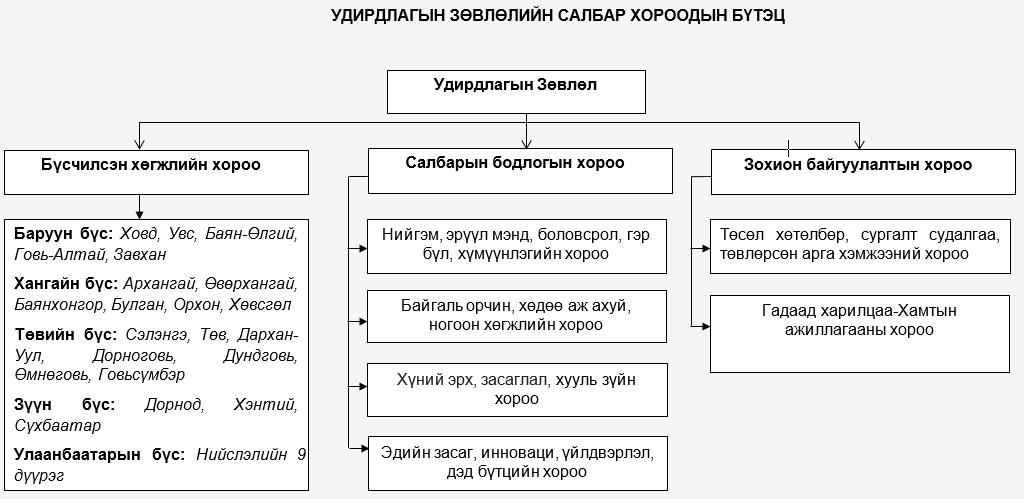 УДИРДЛАГЫН ЗӨВЛӨЛИЙН САЛБАР ХОРООДЫН БҮТЭЦ
Удирдлагын Зөвлөл
Бүсчилсэн хөгжлийн хороо
Баруун бүс: Ховд, Увс, Баян-Өлгий,
Говь-Алтай, Завхан
Хангайн бүс: Архангай, Өвөрхангай,
Баянхонгор, Булган, Орхон, Хөвсгөл
Төвийн бүс: Сэлэнгэ, Төв, Дархан-
Уул, Дорноговь, Дундговь,
Өмнөговь, Говьсүмбэр
Зүүн бүс: Дорнод, Хэнтий,
Сүхбаатар
Улаанбаатарын бүс: Нийслэлийн 9
дүүрэг
Салбарын бодлогын хороо
Нийгэм, эрүүл мэнд, боловсрол, гэр
бүл, хүмүүнлэгийн хороо
Байгаль орчин, хөдөө аж ахуй,
ногоон хөгжлийн хороо
Хүний эрх, засаглал, хууль зүйн
хороо
Эдийн засаг, инноваци, үйлдвэрлэл,
дэд бүтцийн хороо
Зохион байгуулалтын хороо
Төсөл хөтөлбөр, сургалт судалгаа,
төвлөрсөн арга хэмжээний хороо
Гадаад харилцаа-Хамтын
ажиллагааны хороо